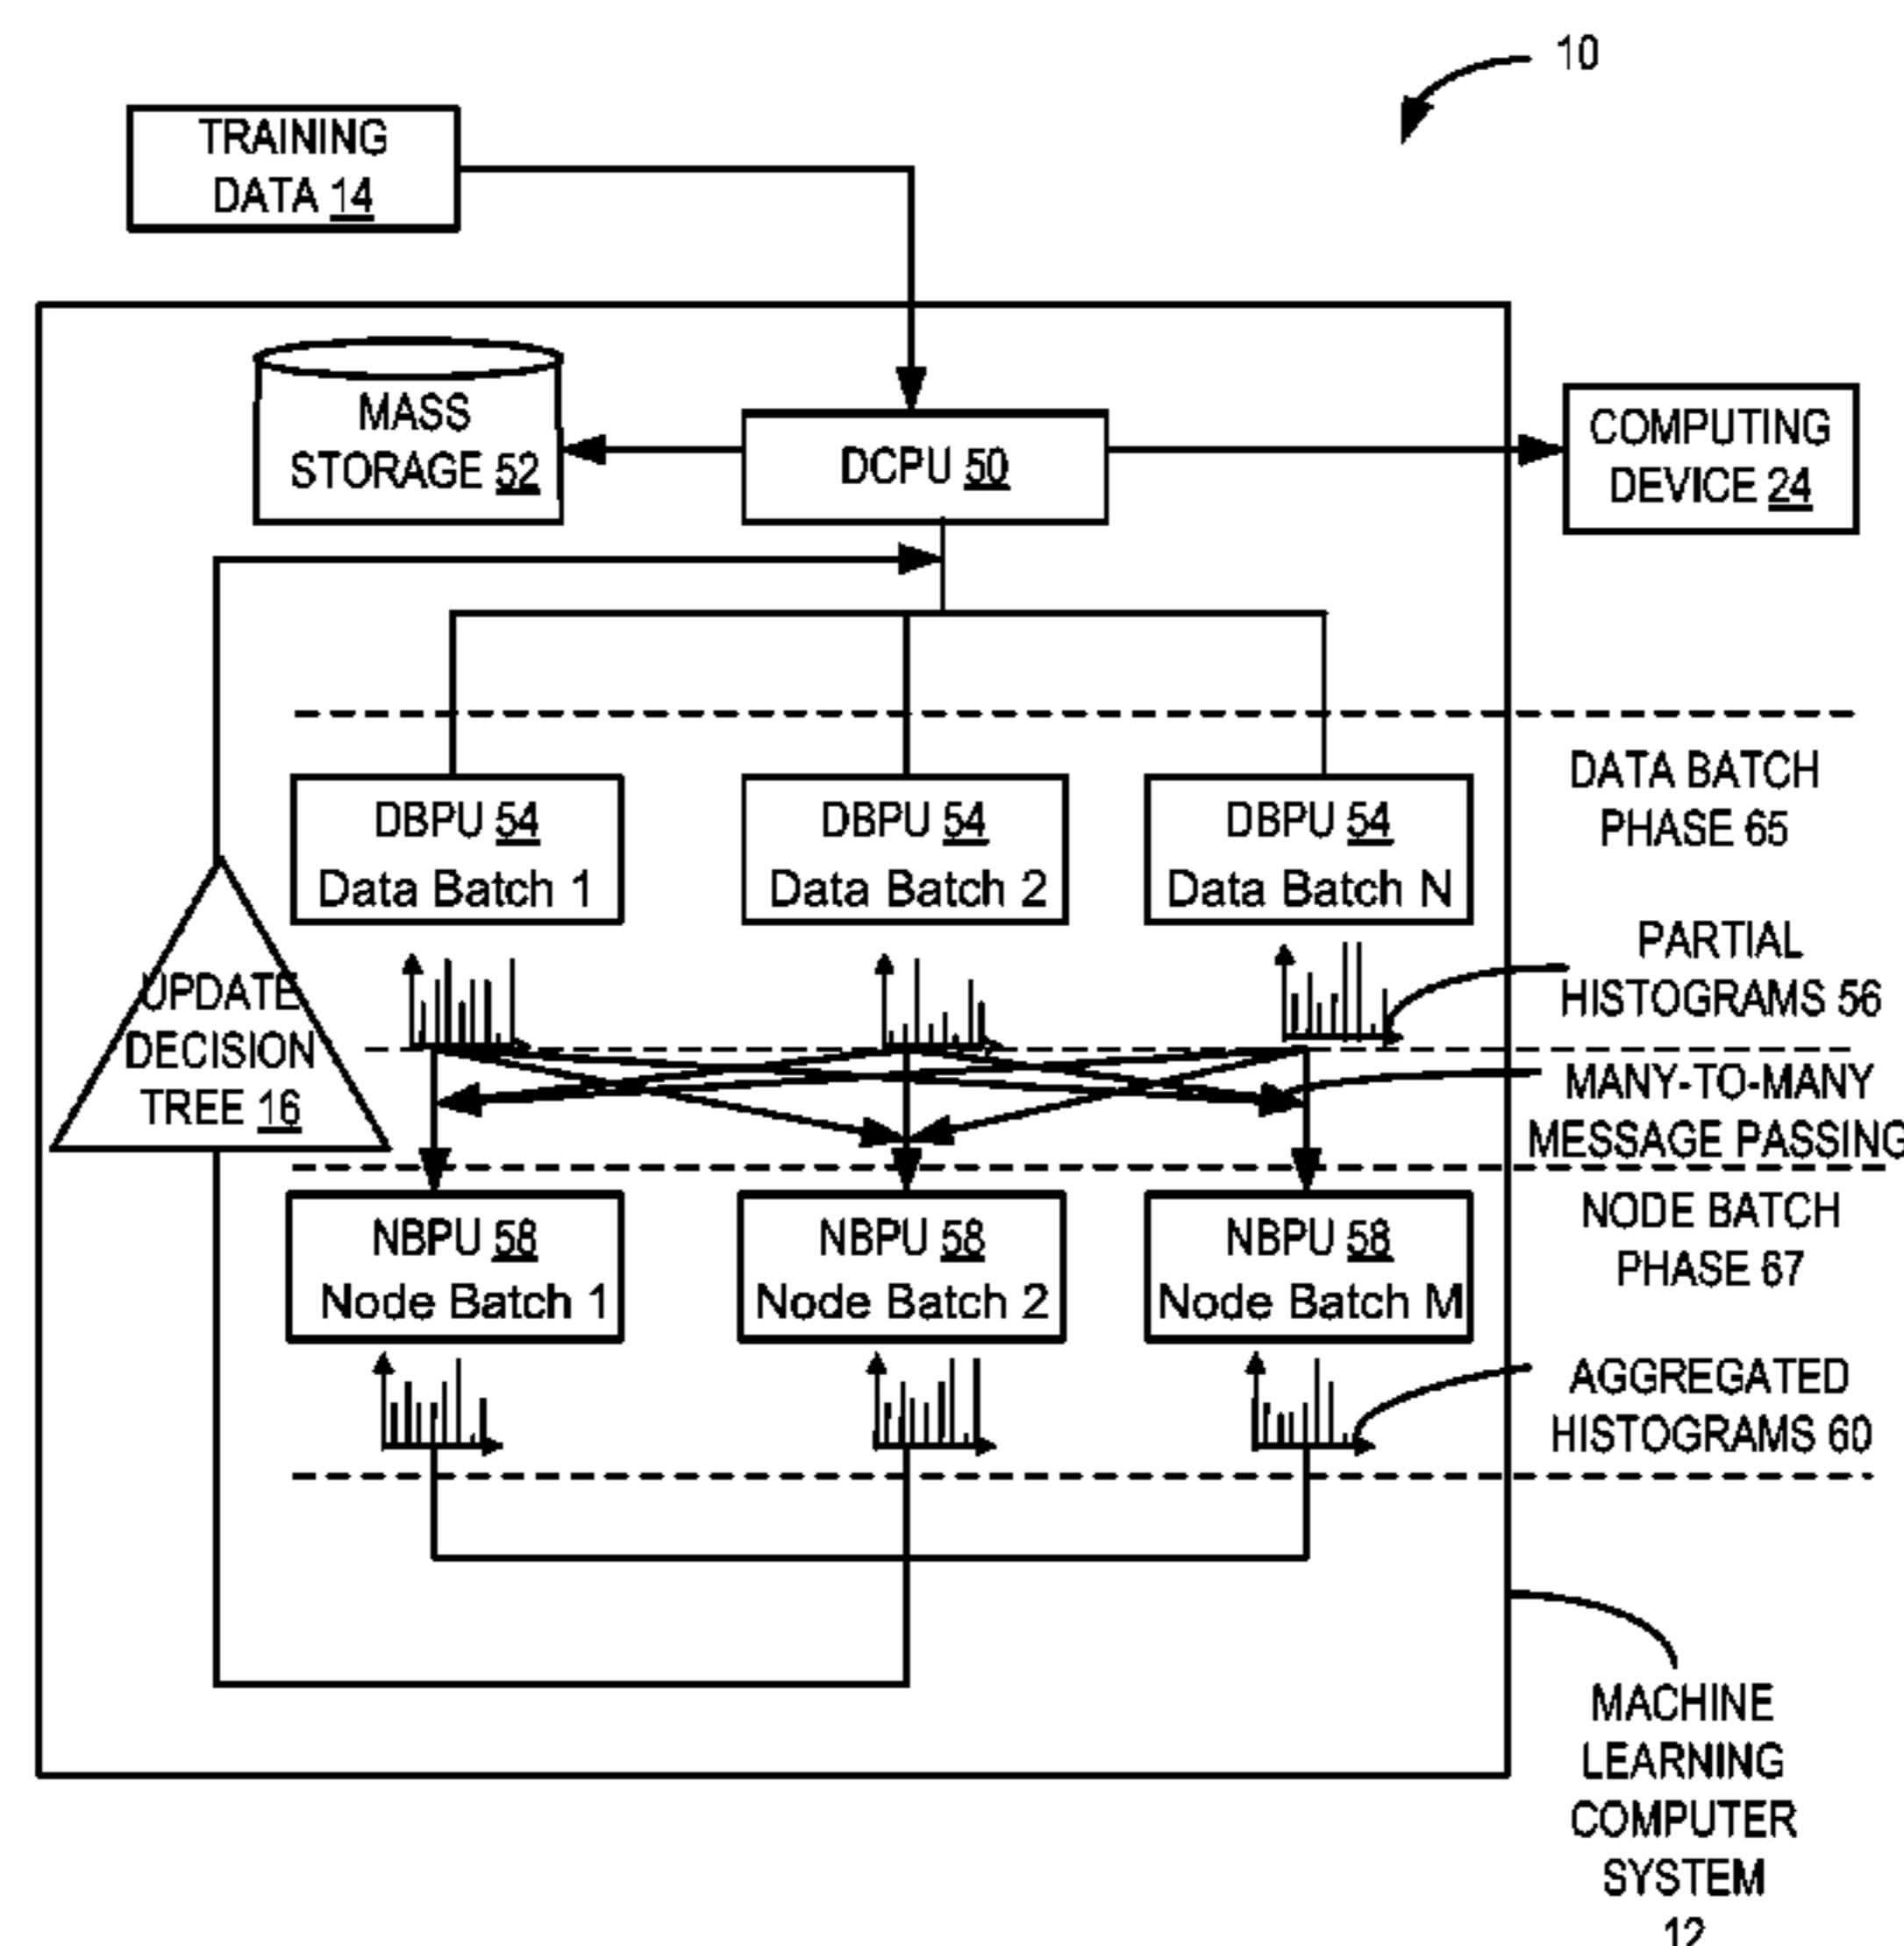 10
TRAINING
DATA 14
MASS
STORAGE 52
DCPU 50
COMPUTING
DEVICE 24
DATA BATCH
PHASE 65
DBPU 54
Data Batch 1
DBPU 54
Data Batch 2
DBPU 54
Data Batch N
PARTIAL
HISTOGRAMS 56
UPDATE
DECISION
TREE 16
MANY-TO-MANY
MESSAGE PASSING
NODE BATCH
PHASE 67
NBPU 58
Node Batch 1
NBPU 58
Node Batch 2
NBPU 58
Node Batch M
AGGREGATED
HISTOGRAMS 60
MACHINE
LEARNING
COMPUTER
SYSTEM
12